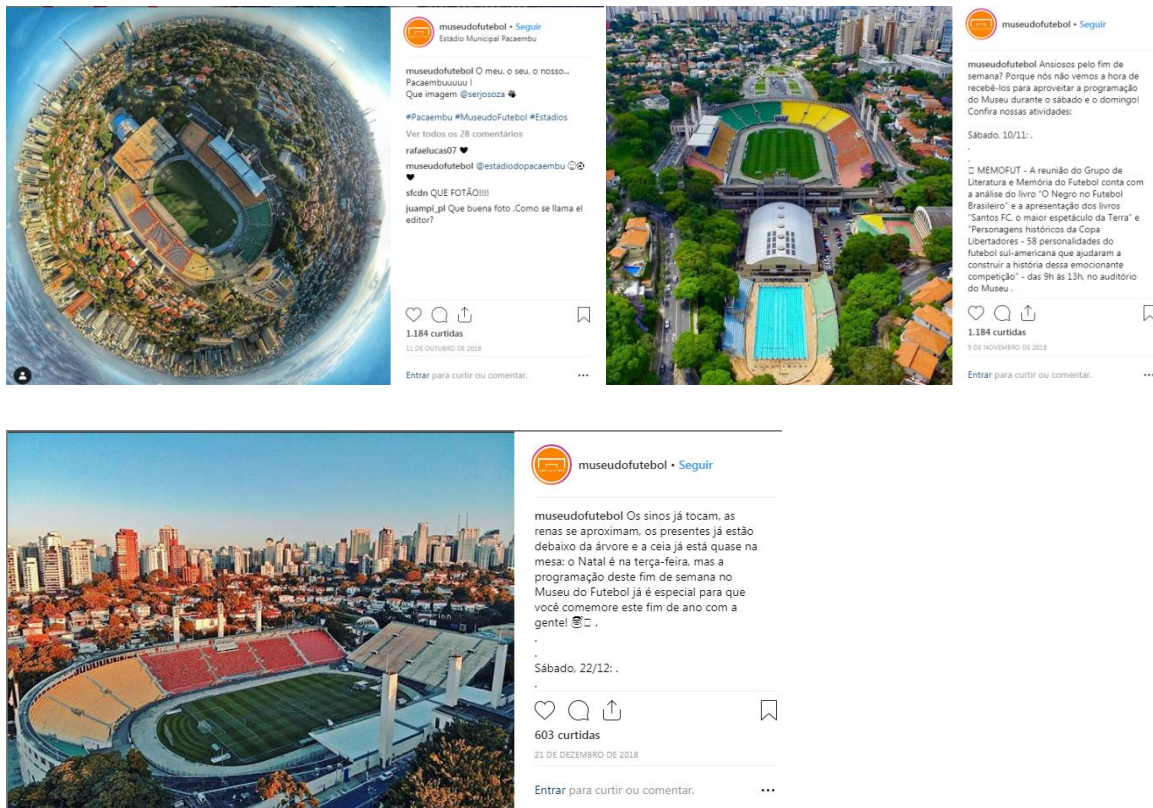 museudofutebol • Seguir
Estádio Municipal Pacaembu
museudofutebol O meu, o seu, o nosso...
Pacaembuuuuu !
Que imagem @serjosoza
#Pacaembu #MuseudoFutebol #Estadios
Ver todos os 28 comentários
rafaelucas07
museudofutebol @estadiodopacaembu
sfcdn QUE FOTÃO!!!!
juampi_pl Que buena foto .Como se llama el
editor?
1.184 curtidas
11 DE OUTUBRO DE 2018
Entrar para curtir ou comentar.
museudofutebol • Seguir
museudofutebol Ansiosos pelo fim de
semana? Porque nós não vemos a hora de
recebê-los para aproveitar a programação
do Museu durante o sábado e o domingo!
Confira nossas atividades:
Sábado, 10/11: .
.
.
MEMOFUT - A reunião do Grupo de
Literatura e Memória do Futebol conta com
a análise do livro "O Negro no Futebol
Brasileiro" e a apresentação dos livros
"Santos FC, o maior espetáculo da Terra" e
"Personagens históricos da Copa
Libertadores - 58 personalidades do
futebol sul-americana que ajudaram a
construir a história dessa emocionante
competição" - das 9h às 13h, no auditório
do Museu .
1.184 curtidas
9 DE NOVEMBRO DE 2018
Entrar para curtir ou comentar.
museudofutebol • Seguir
museudofutebol Os sinos já tocam, as
renas se aproximam, os presentes já estão
debaixo da árvore e a ceia já está quase na
mesa: o Natal é na terça-feira, mas a
programação deste fim de semana no
Museu do Futebol já é especial para que
você comemore este fim de ano com a
gente! .
.
.
Sábado, 22/12: .
.
603 curtidas
21 DE DEZEMBRO DE 2018
Entrar para curtir ou comentar.